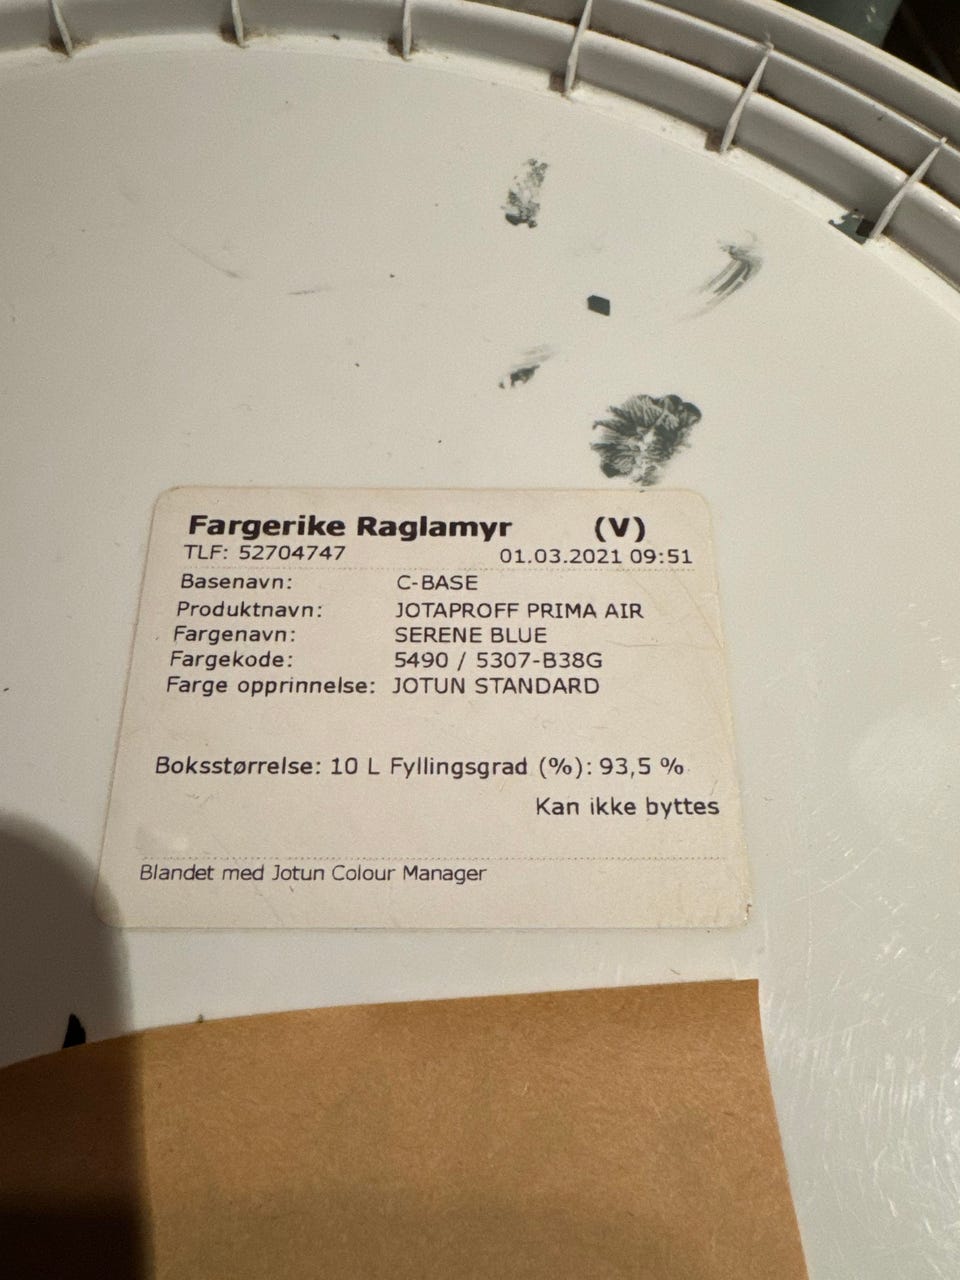 Fargerike Raglamyr (V)
TLF: 52704747 01.03.2021 09:51
Basenavn: C-BASE
Produktnavn: JOTAPROFF PRIMA AIR
Fargenavn: SERENE BLUE
Fargekode: 5490 / 5307-B38G
Farge opprinnelse: JOTUN STANDARD
Boksstørrelse: 10 L Fyllingsgrad (%): 93,5 %
Kan ikke byttes
Blandet med Jotun Colour Manager